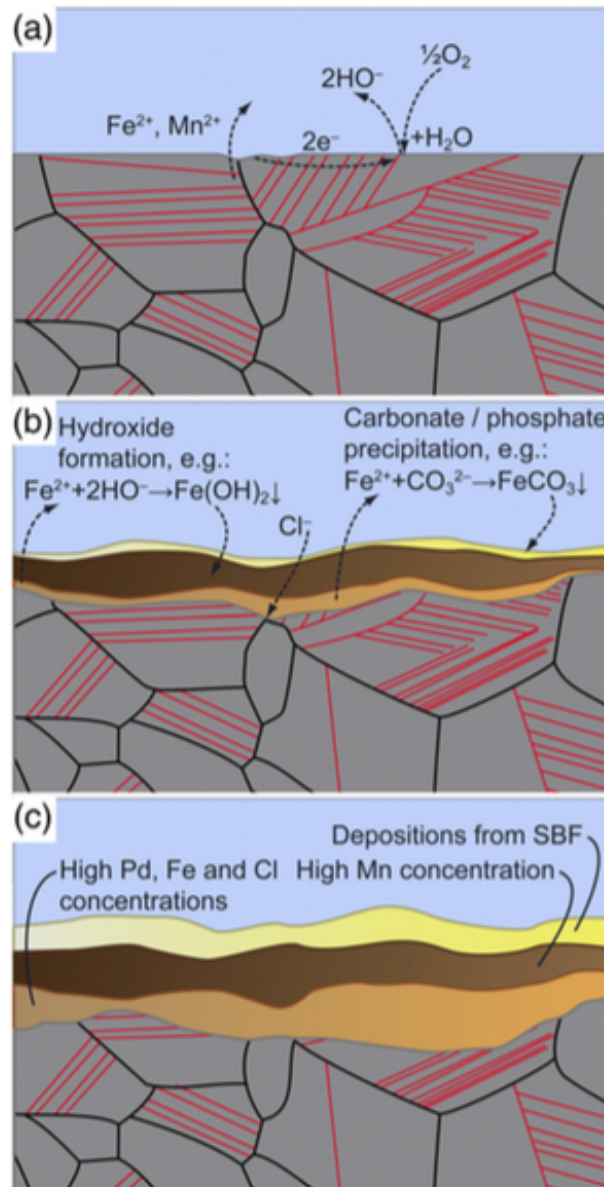 (a)
½O₂
2HO⁻
Fe²⁺, Mn²⁺
2e⁻
+H₂O
(b)
Hydroxide
formation, e.g.:
Fe²⁺+2HO⁻→Fe(OH)₂↓
Carbonate / phosphate
precipitation, e.g.:
Fe²⁺+CO₃²⁻→FeCO₃↓
Cl⁻
(c)
Depositions from SBF
High Pd, Fe and Cl
concentrations
High Mn concentration